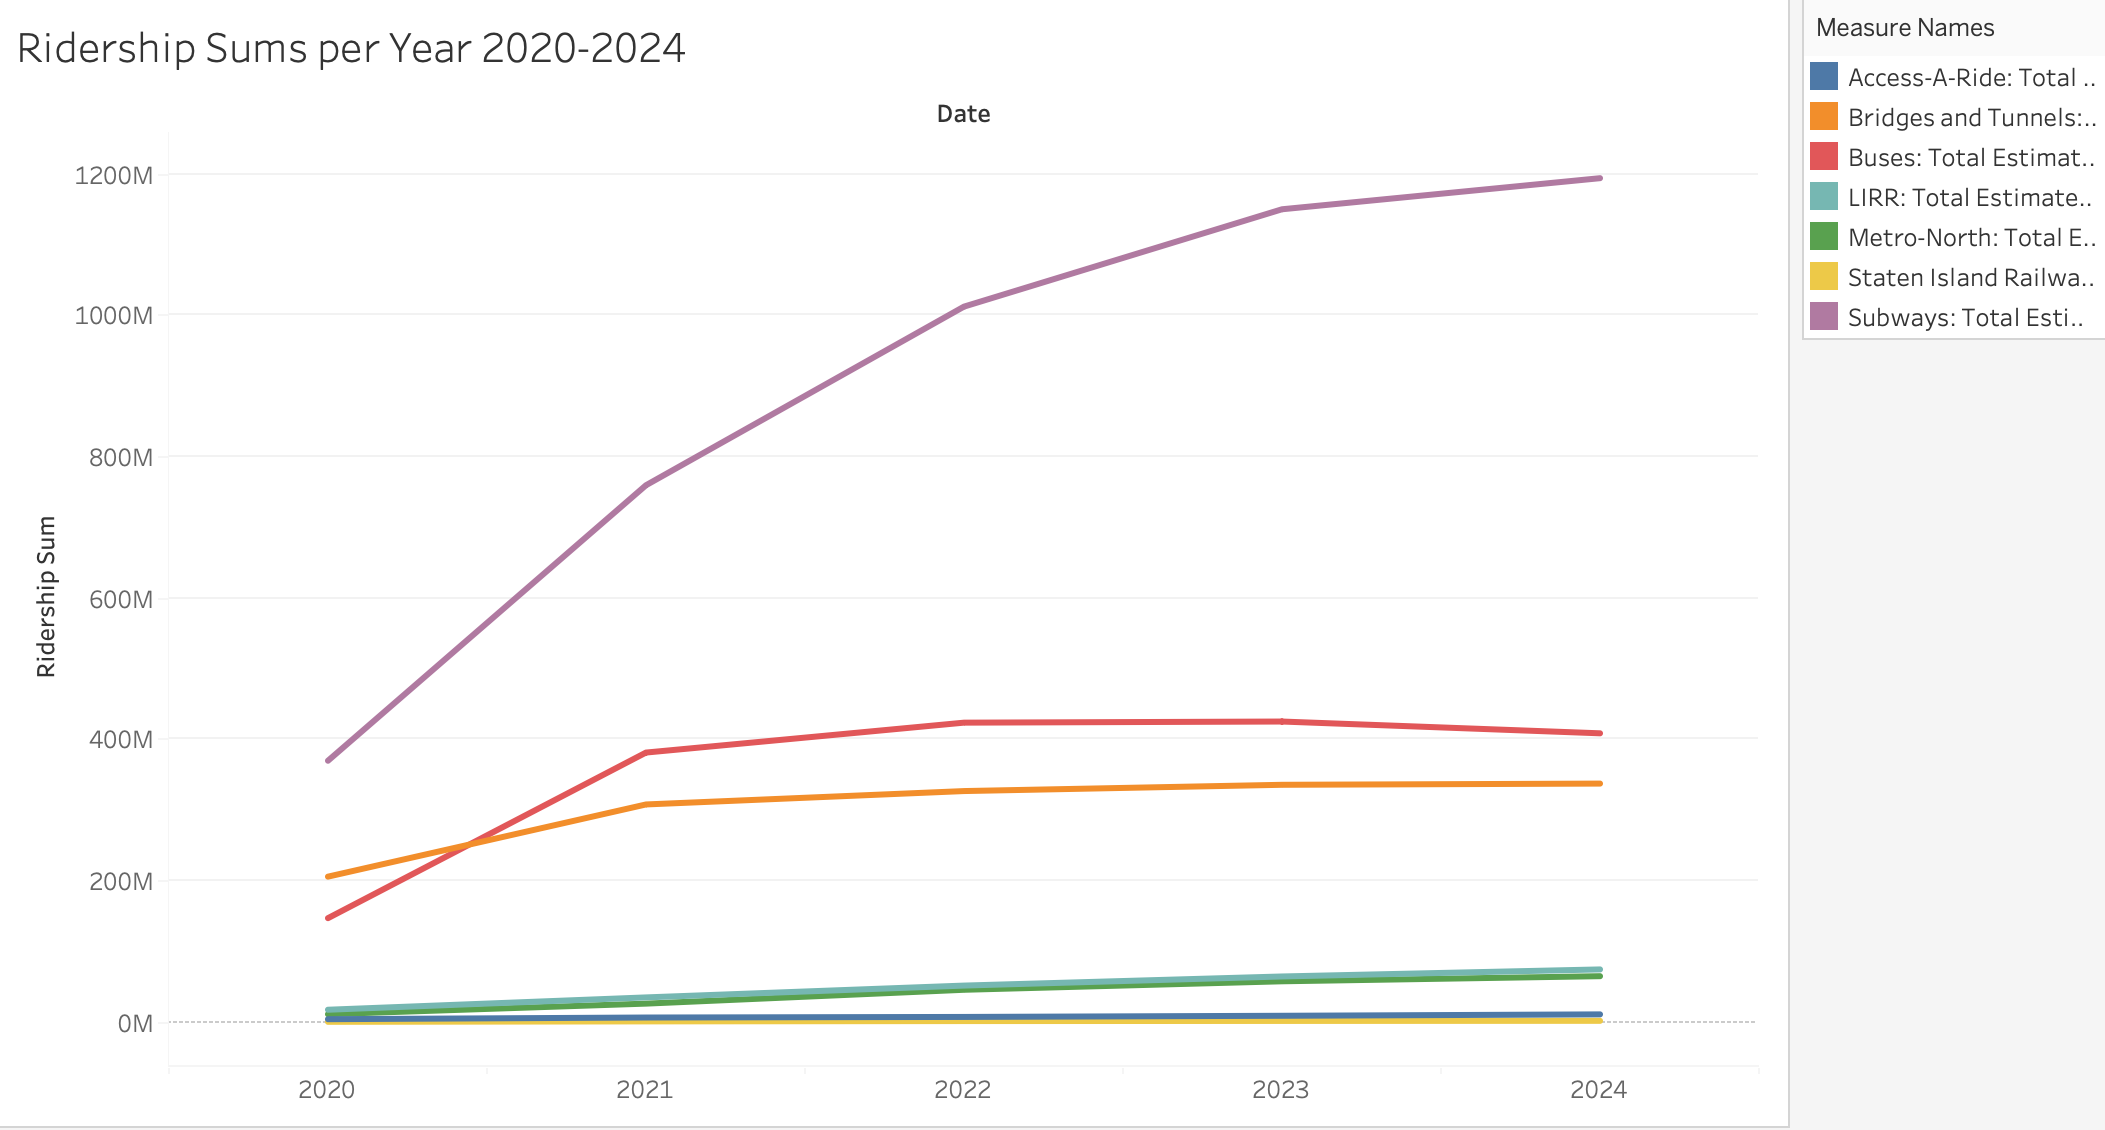 Ridership Sums per Year 2020-2024
Date
1200M
1000M
800M
600M
400M
200M
0M
Ridership Sum
2020
2021
2022
2023
2024
Measure Names
Access-A-Ride: Total ..
Bridges and Tunnels:..
Buses: Total Estimat..
LIRR: Total Estimate..
Metro-North: Total E..
Staten Island Railwa..
Subways: Total Esti..